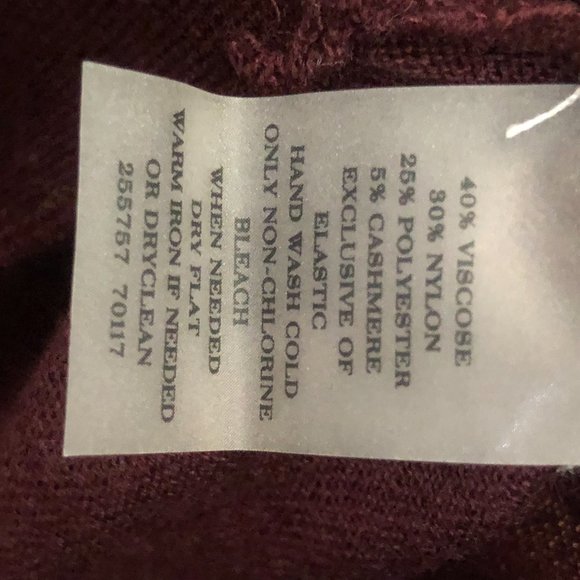 40% VISCOSE
30% NYLON
25% POLYESTER
5% CASHMERE
EXCLUSIVE OF
ELASTIC
HAND WASH COLD
ONLY NON-CHLORINE
BLEACH
WHEN NEEDED
DRY FLAT
WARM IRON IF NEEDED
OR DRYCLEAN
255757 70117